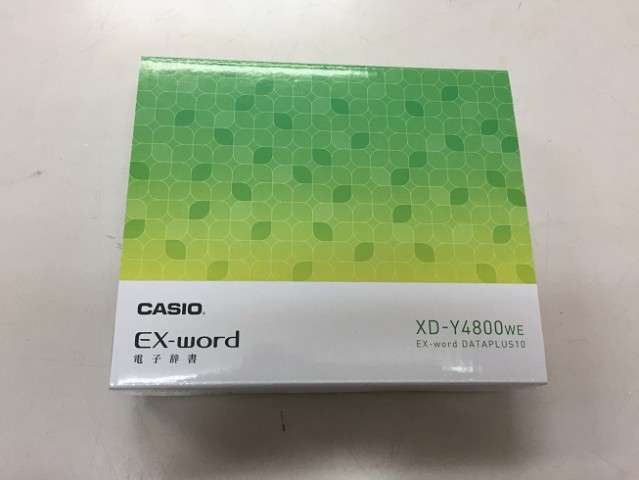 CASIO.
EX-word
電子辞書
XD-Y4800WE
EX-word DATAPLUS10